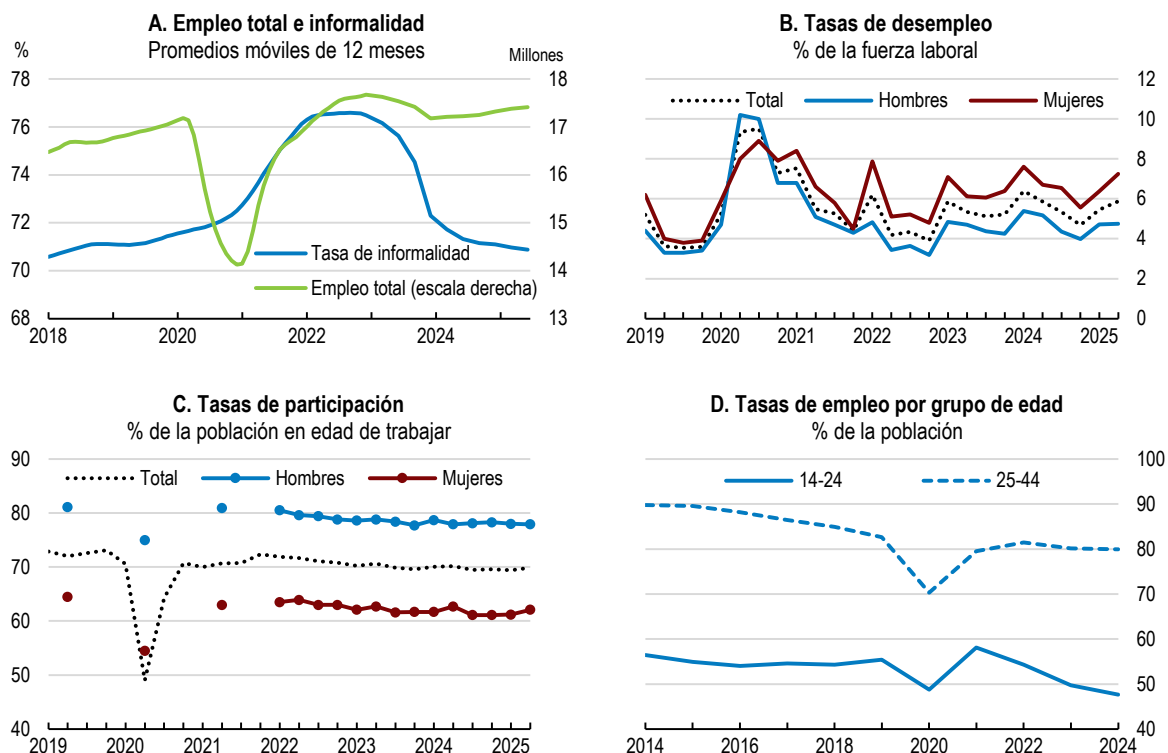 A. Empleo total e informalidad
Promedios móviles de 12 meses
%
Millones
78
76
74
72
70
68
18
17
16
15
14
13
Tasa de informalidad
Empleo total (escala derecha)
2018 2020 2022 2024
B. Tasas de desempleo
% de la fuerza laboral
Total Hombres Mujeres
12
10
8
6
4
2
0
2019 2020 2021 2022 2023 2024 2025
C. Tasas de participación
% de la población en edad de trabajar
Total Hombres Mujeres
90
80
70
60
50
40
2019 2020 2021 2022 2023 2024 2025
D. Tasas de empleo por grupo de edad
% de la población
14-24 25-44
100
90
80
70
60
50
40
2014 2016 2018 2020 2022 2024